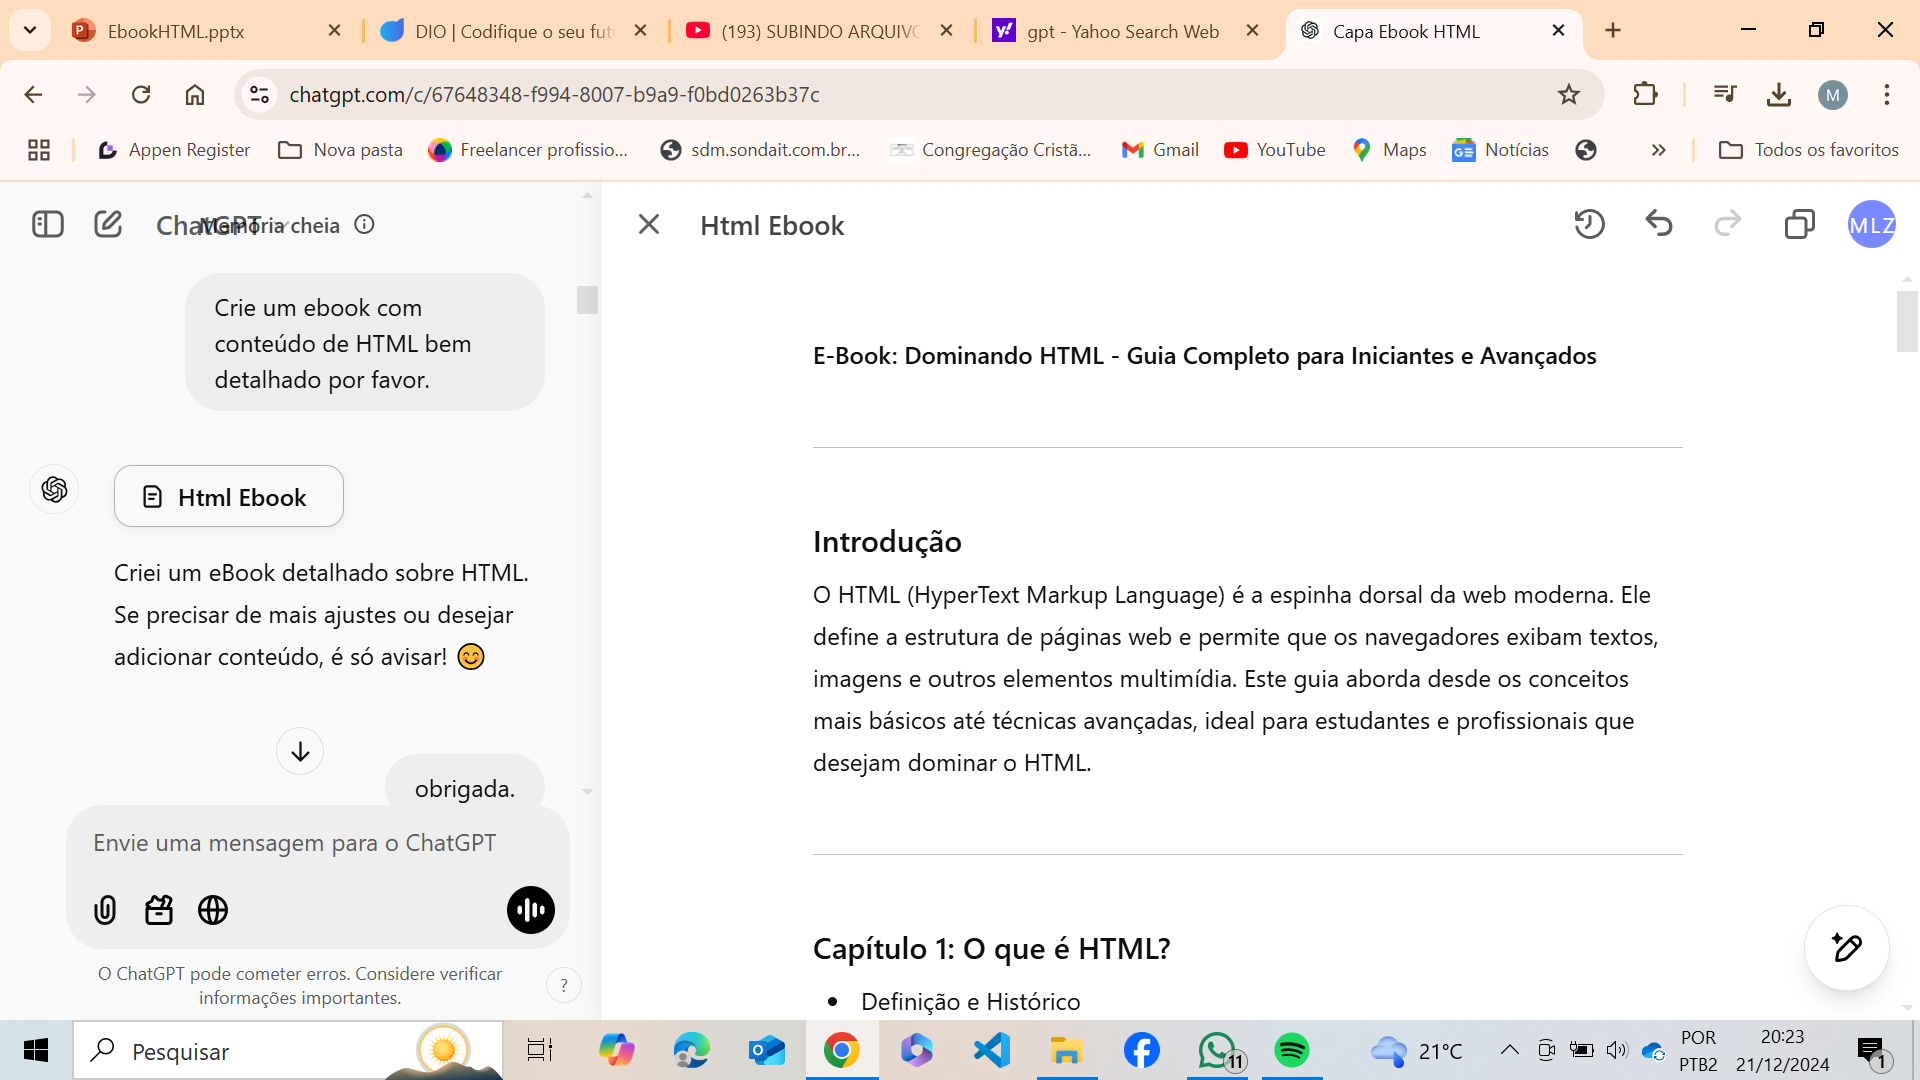 EbookHTML.pptx
DIO | Codifique o seu futu
(193) SUBINDO ARQUIVO
gpt - Yahoo Search Web
Capa Ebook HTML
chatgpt.com/c/67648348-f994-8007-b9a9-f0bd0263b37c
M
Appen Register
Nova pasta
Freelancer profissio...
sdm.sondait.com.br...
Congregação Cristã...
Gmail
YouTube
Maps
Notícias
Todos os favoritos
ChatGPT
Memória cheia
Html Ebook
MLZ
Crie um ebook com
conteúdo de HTML bem
detalhado por favor.
Html Ebook
Criei um eBook detalhado sobre HTML.
Se precisar de mais ajustes ou desejar
adicionar conteúdo, é só avisar! 😊
obrigada.
Envie uma mensagem para o ChatGPT
O ChatGPT pode cometer erros. Considere verificar
informações importantes.
?
E-Book: Dominando HTML - Guia Completo para Iniciantes e Avançados
Introdução
O HTML (HyperText Markup Language) é a espinha dorsal da web moderna. Ele
define a estrutura de páginas web e permite que os navegadores exibam textos,
imagens e outros elementos multimídia. Este guia aborda desde os conceitos
mais básicos até técnicas avançadas, ideal para estudantes e profissionais que
desejam dominar o HTML.
Capítulo 1: O que é HTML?
• Definição e Histórico
Pesquisar
11
21°C
POR
PTB2
20:23
21/12/2024
1